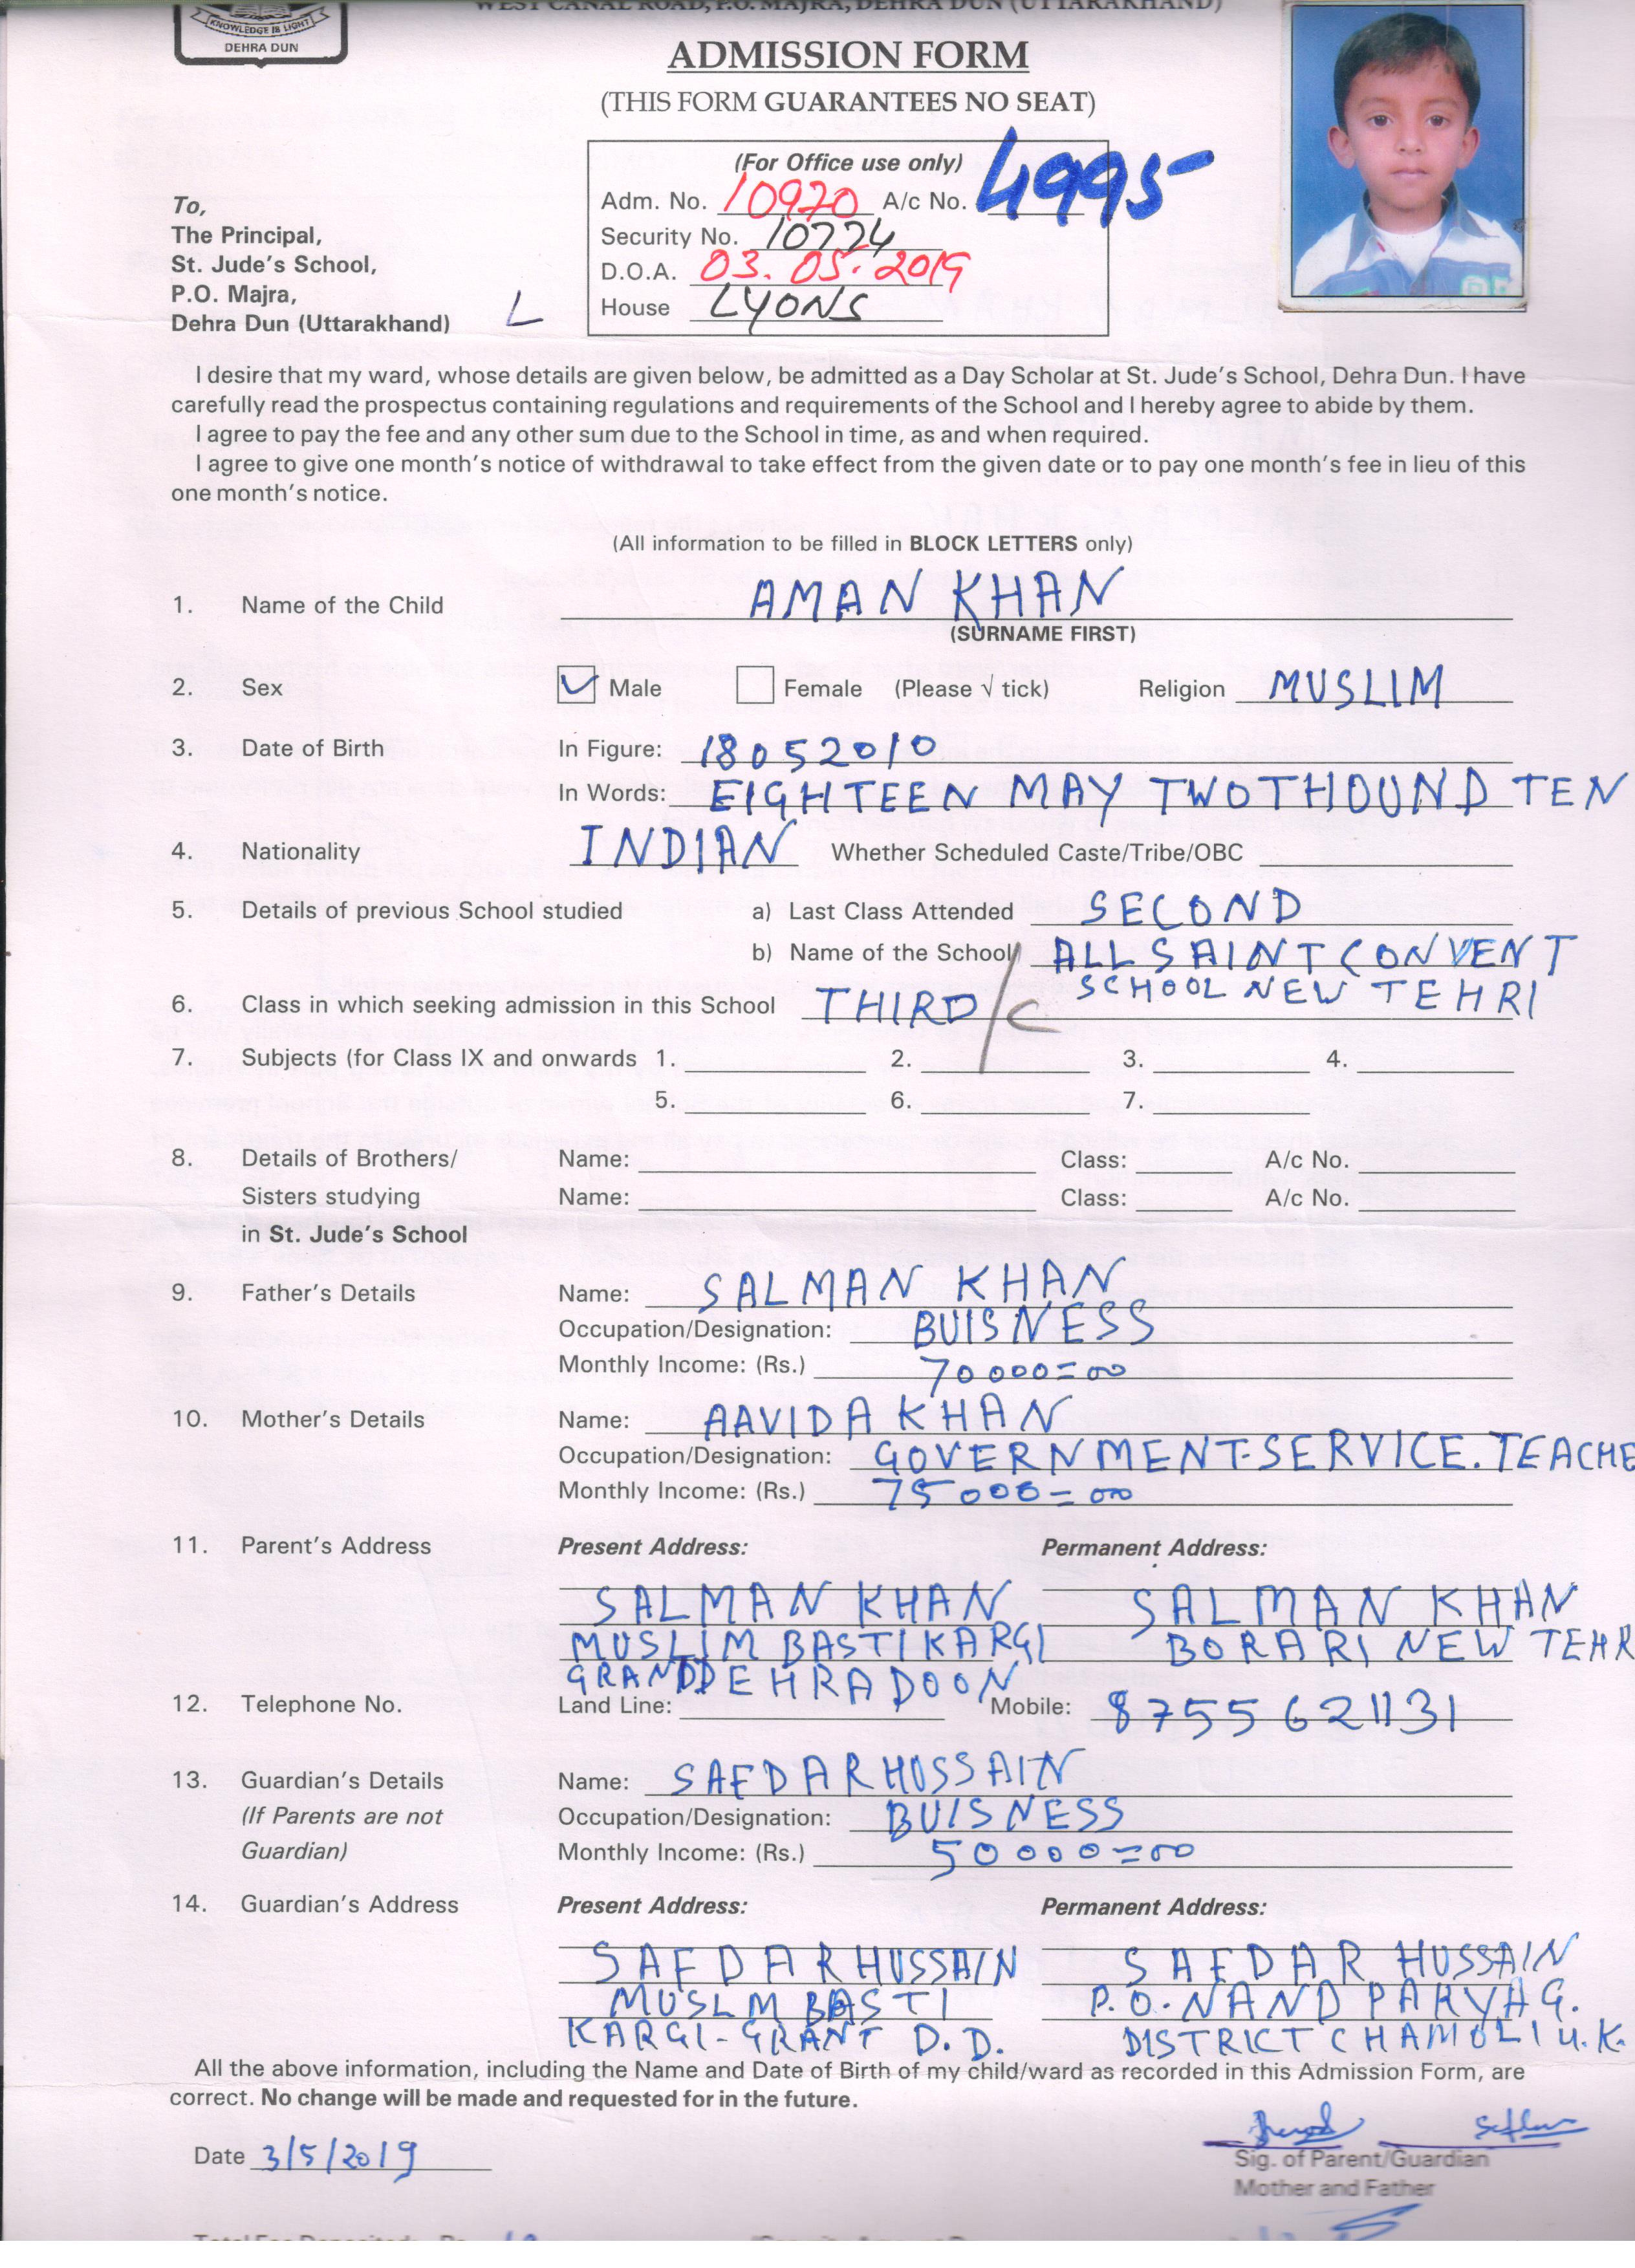 WEST CANAL ROAD, P.O. MAJRA, DEHRA DUN (UTTARAKHAND)
KNOWLEDGE IS LIGHT
DEHRA DUN
ADMISSION FORM
(THIS FORM GUARANTEES NO SEAT)
(For Office use only)
Adm. No. 10970 A/c No. 4995
Security No. 10774
D.O.A. 03.05.2019
House LYONS
To,
The Principal,
St. Jude's School,
P.O. Majra,
Dehra Dun (Uttarakhand) L
I desire that my ward, whose details are given below, be admitted as a Day Scholar at St. Jude's School, Dehra Dun. I have
carefully read the prospectus containing regulations and requirements of the School and I hereby agree to abide by them.
I agree to pay the fee and any other sum due to the School in time, as and when required.
I agree to give one month's notice of withdrawal to take effect from the given date or to pay one month's fee in lieu of this
one month's notice.
(All information to be filled in BLOCK LETTERS only)
1. Name of the Child AMAN KHAN
(SURNAME FIRST)
2. Sex Male Female (Please √ tick) Religion MUSLIM
3. Date of Birth In Figure: 18052010
In Words: EIGHTEEN MAY TWOTHOUND TEN
4. Nationality INDIAN Whether Scheduled Caste/Tribe/OBC
5. Details of previous School studied a) Last Class Attended SECOND
b) Name of the School ALL SAINT CONVENT
SCHOOL NEW TEHRI
6. Class in which seeking admission in this School THIRD/C
7. Subjects (for Class IX and onwards 1. 2. 3. 4.
5. 6. 7.
8. Details of Brothers/ Name: Class: A/c No.
Sisters studying Name: Class: A/c No.
in St. Jude's School
9. Father's Details Name: SALMAN KHAN
Occupation/Designation: BUISNESS
Monthly Income: (Rs.) 70000=00
10. Mother's Details Name: AAVIDA KHAN
Occupation/Designation: GOVERNMENT-SERVICE. TEACHE
Monthly Income: (Rs.) 75000=00
11. Parent's Address Present Address: Permanent Address:
SALMAN KHAN SALMAN KHAN
MUSLIM BASTI KARGI BORARI NEW TEHR
GRANDDEHRADOON
12. Telephone No. Land Line: Mobile: 8755621131
13. Guardian's Details Name: SAFDAR HOSSAIN
(If Parents are not Occupation/Designation: BUISNESS
Guardian) Monthly Income: (Rs.) 50000=00
14. Guardian's Address Present Address: Permanent Address:
SAFDAR HUSSAIN SAFDAR HUSSAIN
MUSLM BASTI P.O. NAND PARYAG.
KARGI-GRANT D.D. DISTRICT CHAMOLI U.K.
All the above information, including the Name and Date of Birth of my child/ward as recorded in this Admission Form, are
correct. No change will be made and requested for in the future.
Date 3/5/2019
Sig. of Parent/Guardian
Mother and Father